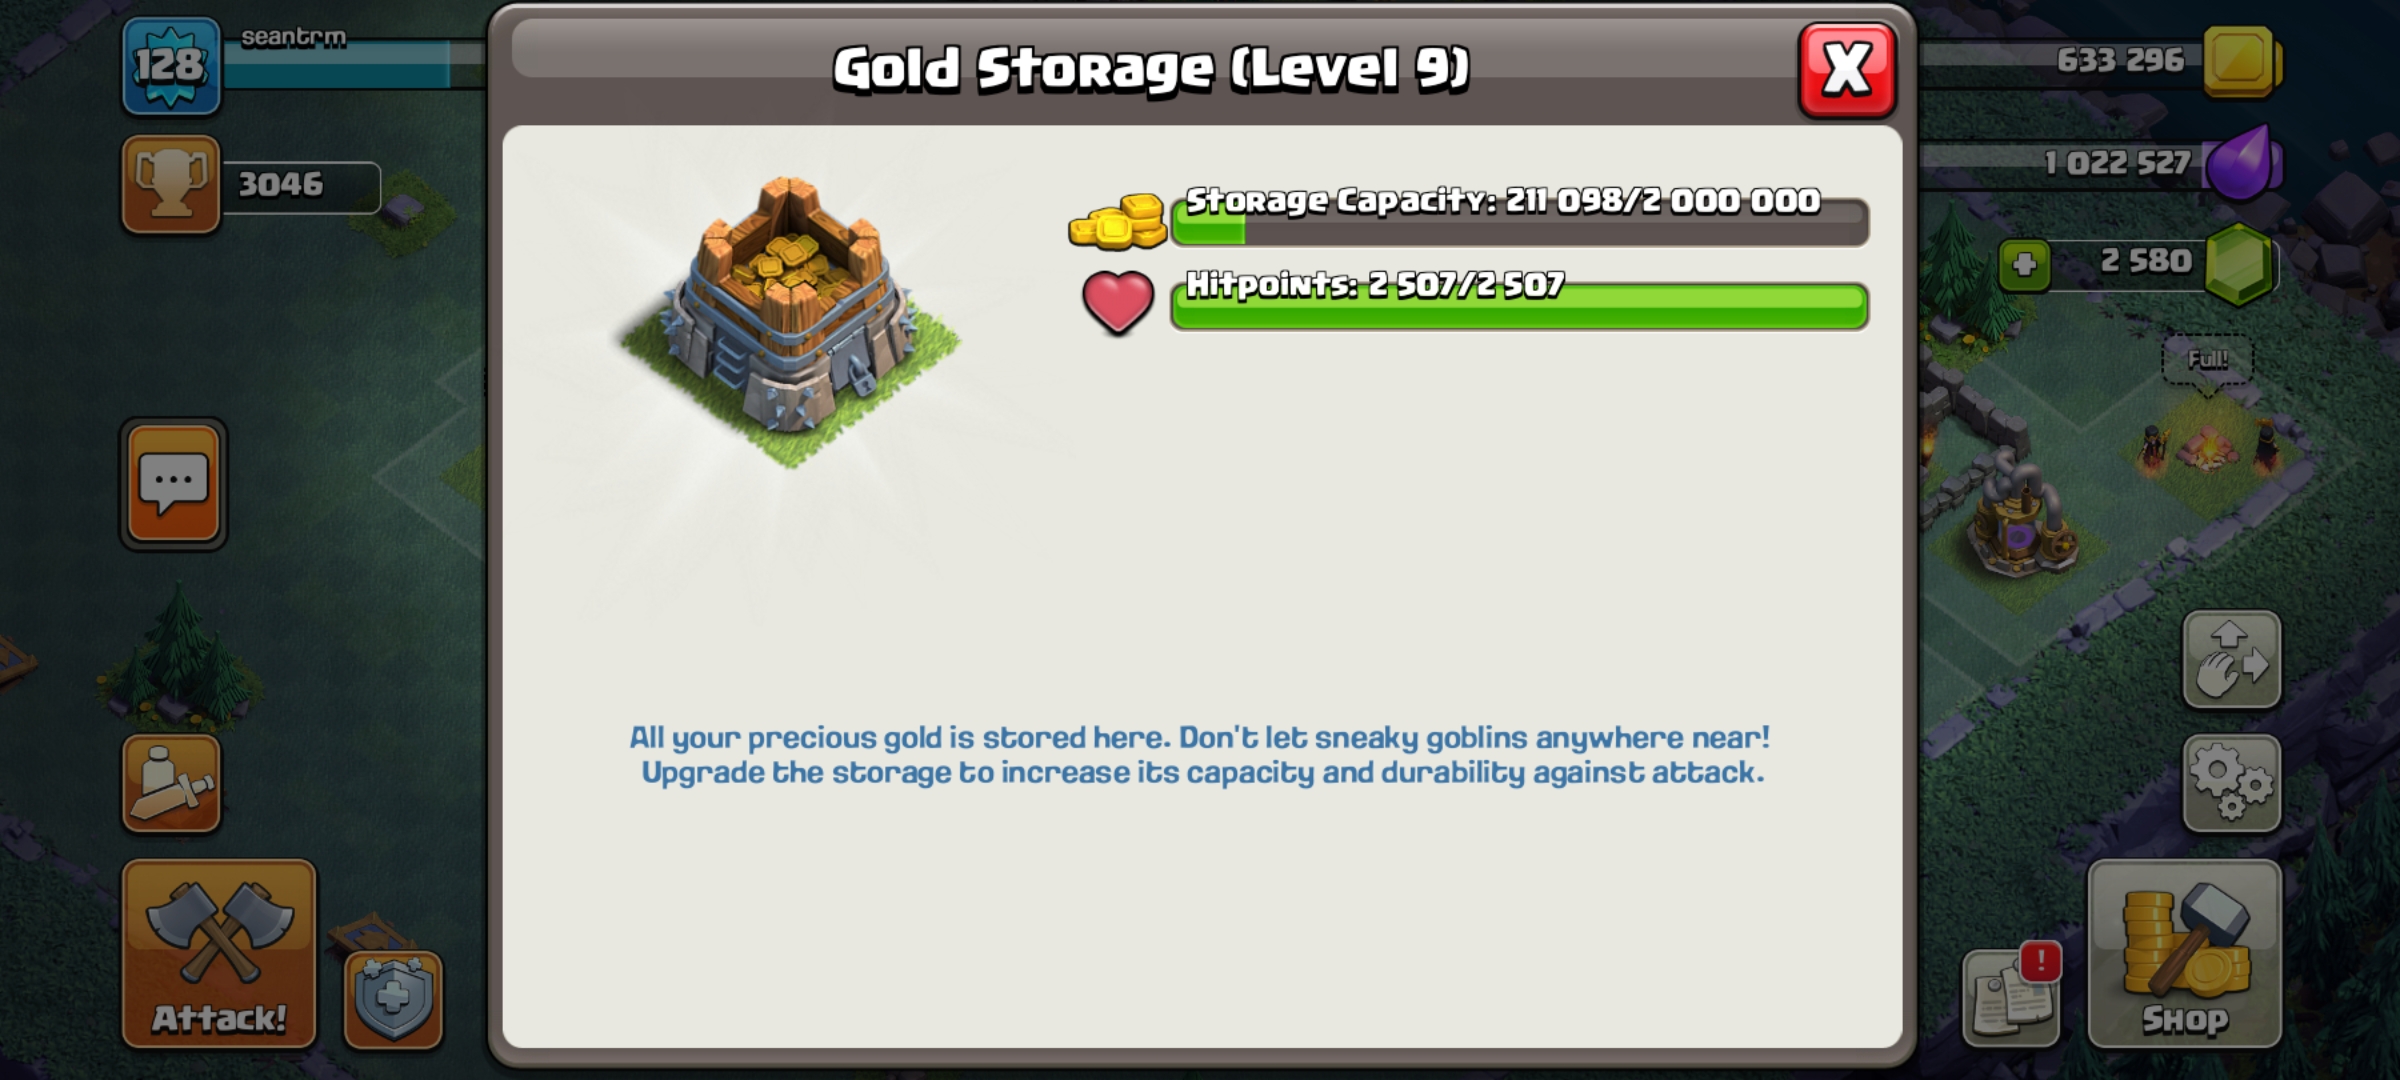 128
seantrm
Gold Storage (Level 9)
X
633 296
3046
1 022 527
Storage Capacity: 211 098/2 000 000
2 580
Hitpoints: 2 507/2 507
Full!
All your precious gold is stored here. Don't let sneaky goblins anywhere near!
Upgrade the storage to increase its capacity and durability against attack.
!
Attack!
Shop